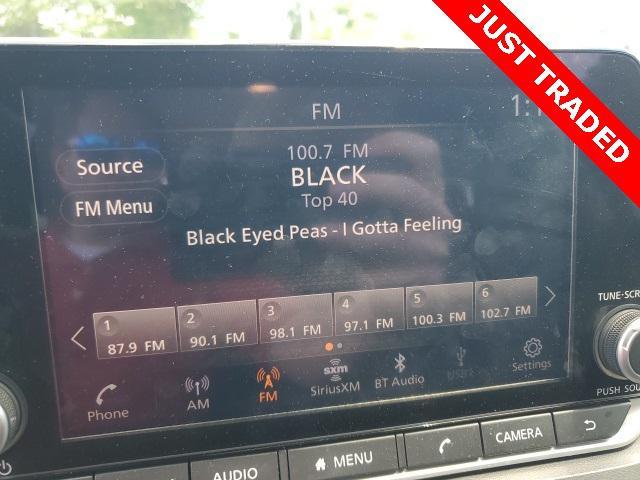 JUST TRADED
FM
Source
100.7 FM
BLACK
Top 40
FM Menu
Black Eyed Peas - I Gotta Feeling
1
87.9 FM
2
90.1 FM
3
98.1 FM
4
97.1 FM
5
100.3 FM
6
102.7 FM
Phone
AM
FM
sxm
SiriusXM
BT Audio
Settings
TUNE·SCR
PUSH SOU
AUDIO
MENU
CAMERA